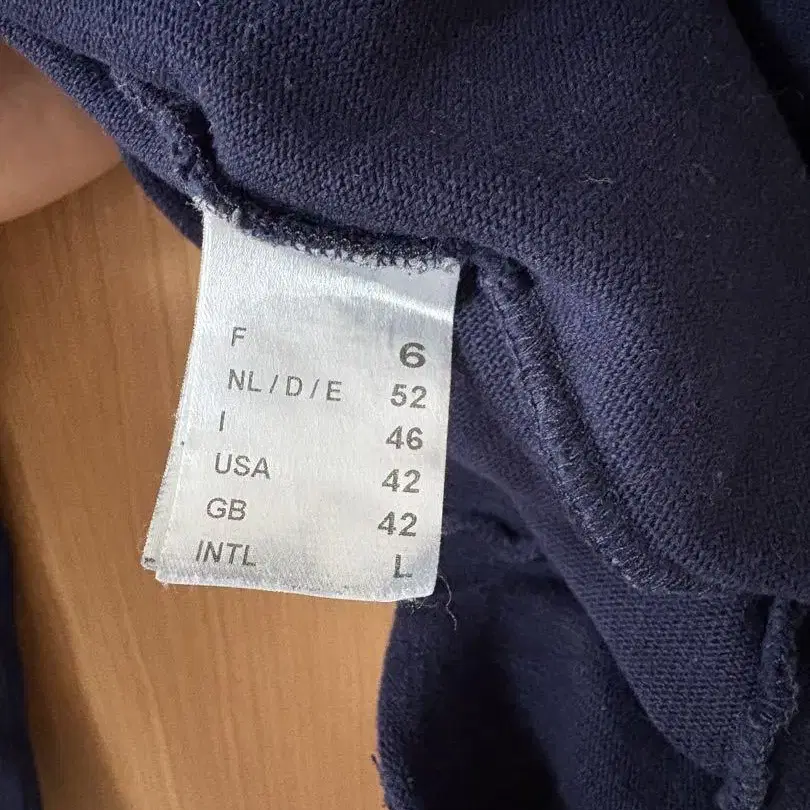 F 6
NL / D / E 52
I 46
USA 42
GB 42
INTL L